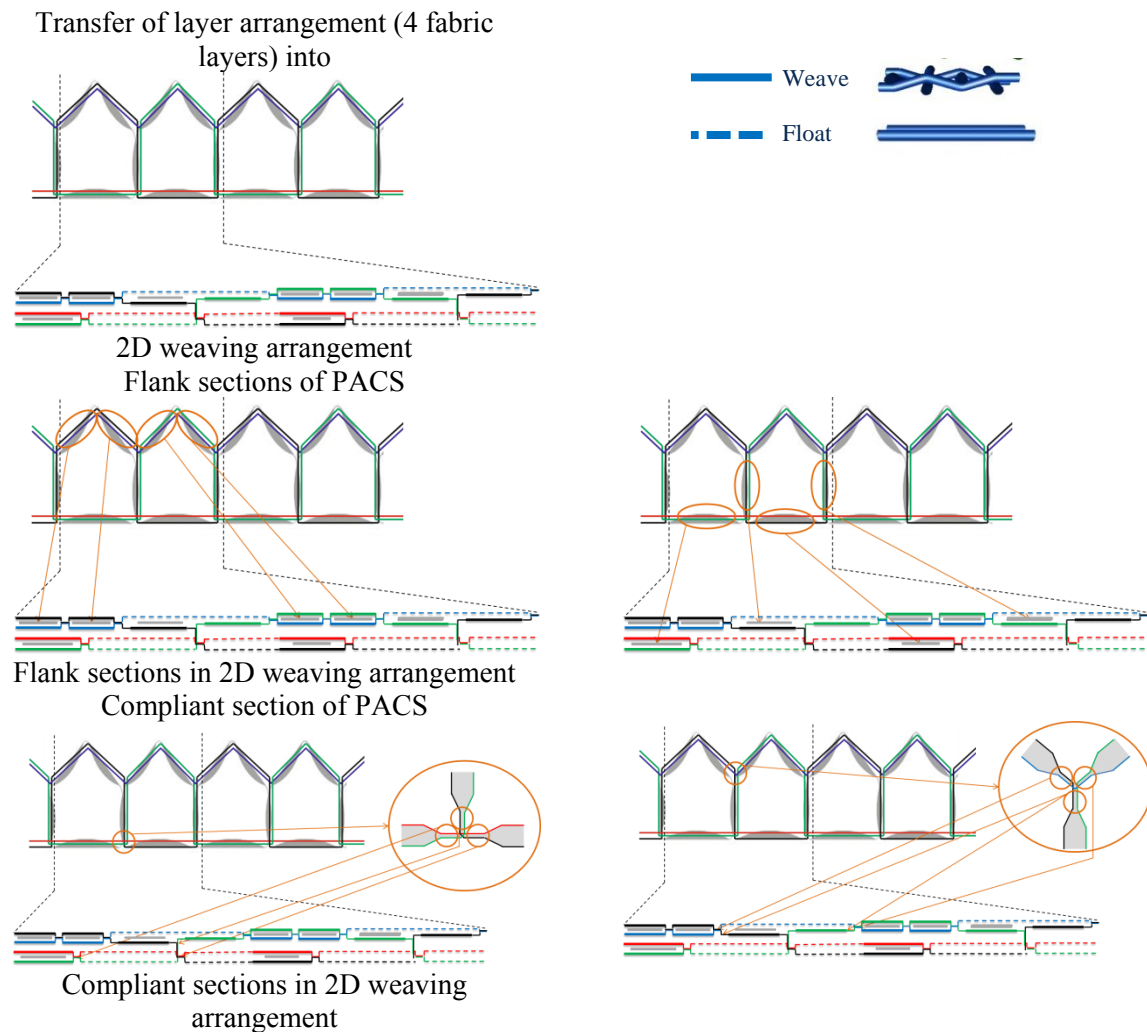 Transfer of layer arrangement (4 fabric
layers) into
Weave
Float
2D weaving arrangement
Flank sections of PACS
Flank sections in 2D weaving arrangement
Compliant section of PACS
Compliant sections in 2D weaving
arrangement